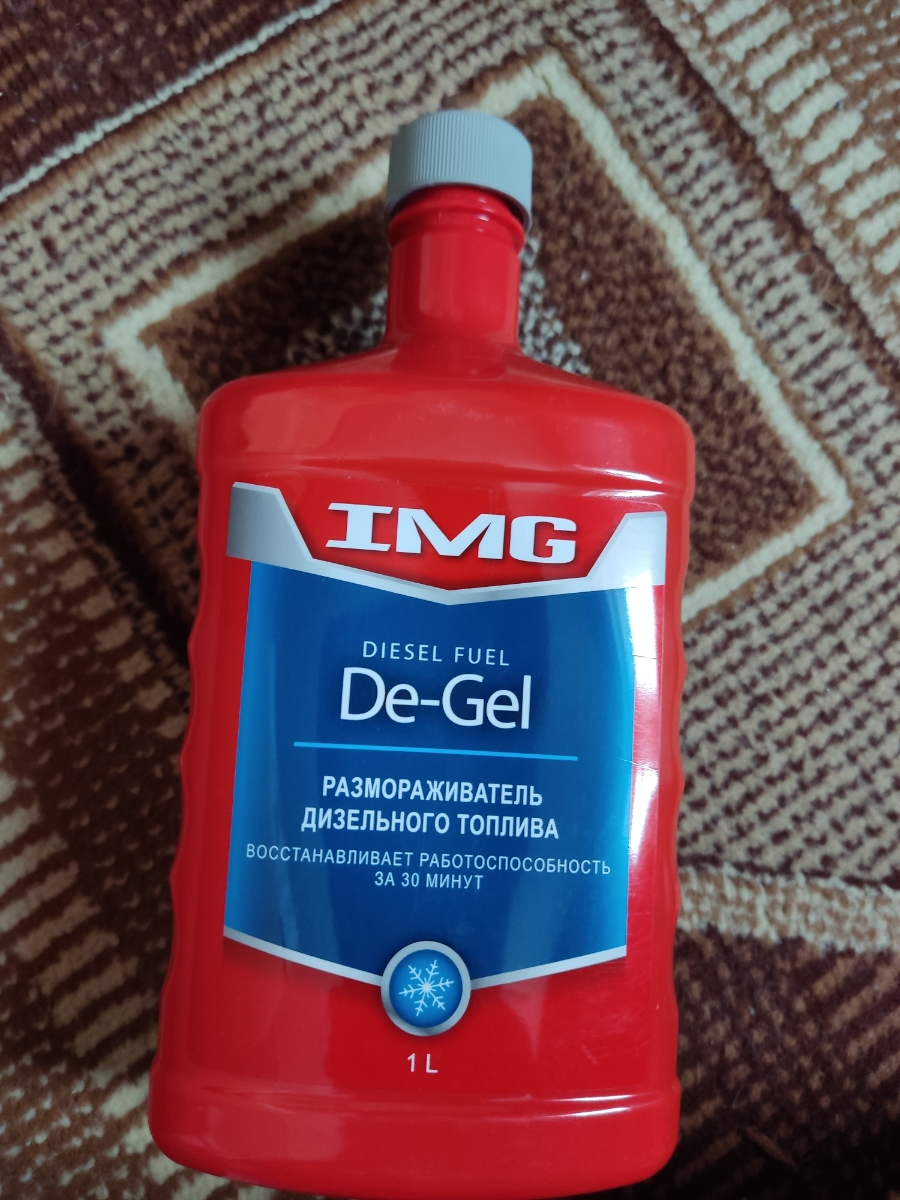 IMG
DIESEL FUEL
De-Gel
РАЗМОРАЖИВАТЕЛЬ
ДИЗЕЛЬНОГО ТОПЛИВА
ВОССТАНАВЛИВАЕТ РАБОТОСПОСОБНОСТЬ
ЗА 30 МИНУТ
1 L